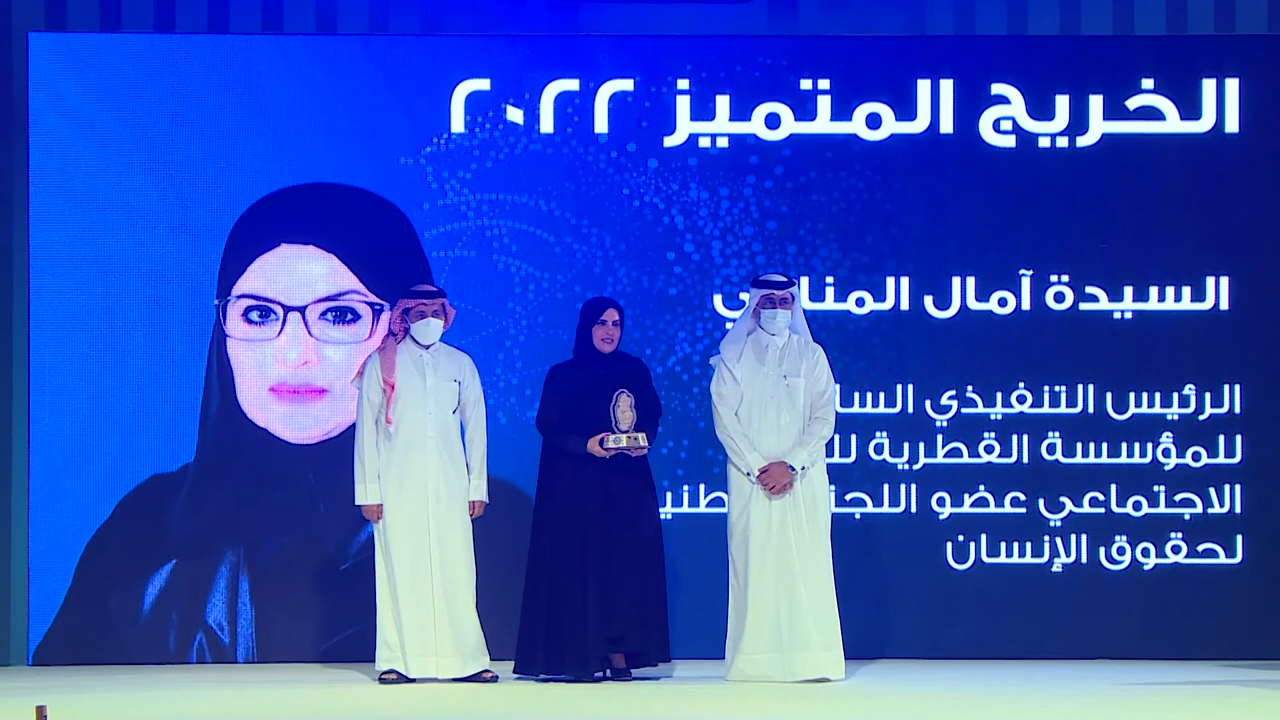 الخريج المتميز ٢٠٢٢
السيدة آمال
الرئيس التنفيذي
للمؤسسة القطرية
الاجتماعي عضو
لحقوق الإنسان